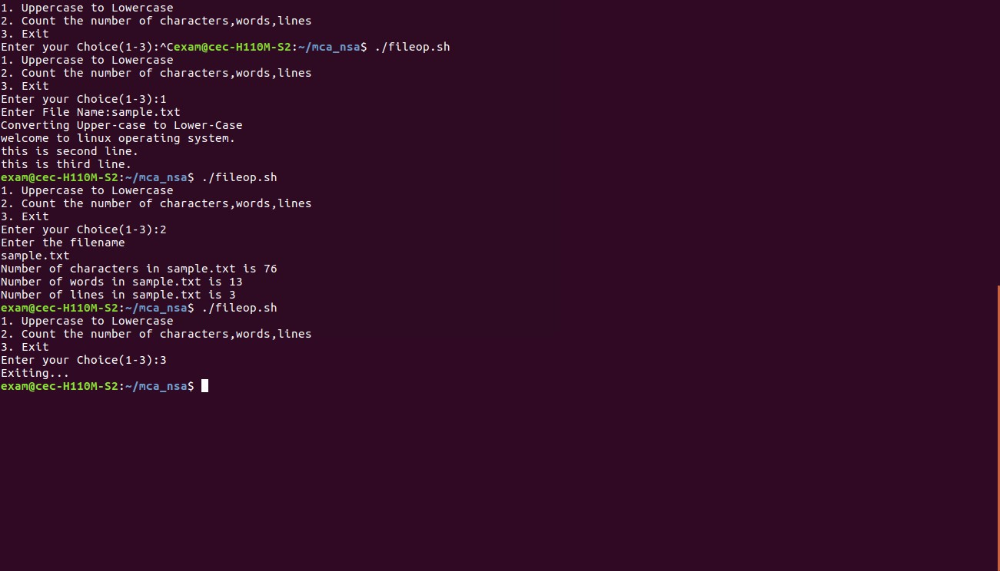 1. Uppercase to Lowercase
2. Count the number of characters,words,lines
3. Exit
Enter your Choice(1-3):^Cexam@cec-H110M-S2:~/mca_nsa$ ./fileop.sh
1. Uppercase to Lowercase
2. Count the number of characters,words,lines
3. Exit
Enter your Choice(1-3):1
Enter File Name:sample.txt
Converting Upper-case to Lower-Case
welcome to linux operating system.
this is second line.
this is third line.
exam@cec-H110M-S2:~/mca_nsa$ ./fileop.sh
1. Uppercase to Lowercase
2. Count the number of characters,words,lines
3. Exit
Enter your Choice(1-3):2
Enter the filename
sample.txt
Number of characters in sample.txt is 76
Number of words in sample.txt is 13
Number of lines in sample.txt is 3
exam@cec-H110M-S2:~/mca_nsa$ ./fileop.sh
1. Uppercase to Lowercase
2. Count the number of characters,words,lines
3. Exit
Enter your Choice(1-3):3
Exiting...
exam@cec-H110M-S2:~/mca_nsa$